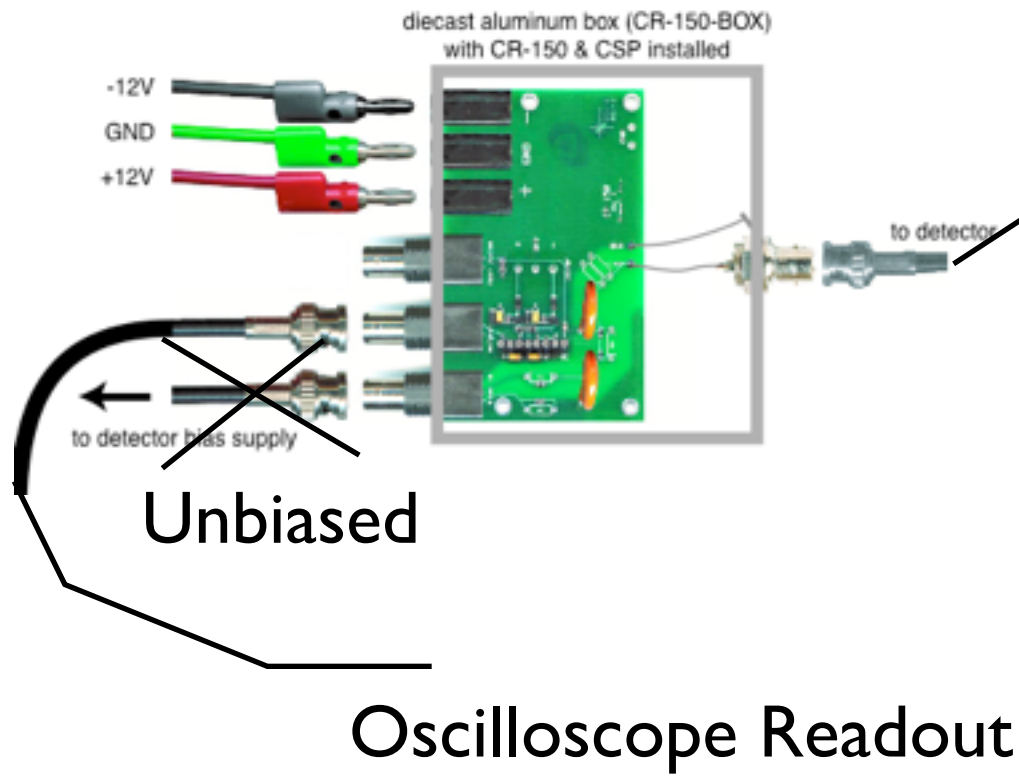 diecast aluminum box (CR-150-BOX)
with CR-150 & CSP installed
-12V
GND
+12V
GND
+
to detector
to detector bias supply
Unbiased
Oscilloscope Readout